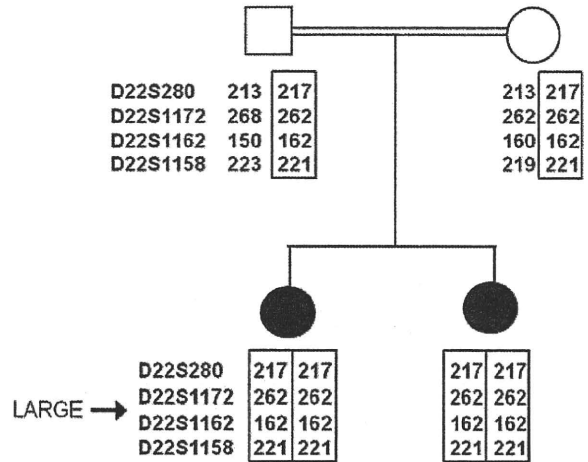 D22S280 213 217 213 217
D22S1172 268 262 262 262
D22S1162 150 162 160 162
D22S1158 223 221 219 221
D22S280 217 217 217 217
D22S1172 262 262 262 262
LARGE
D22S1162 162 162 162 162
D22S1158 221 221 221 221